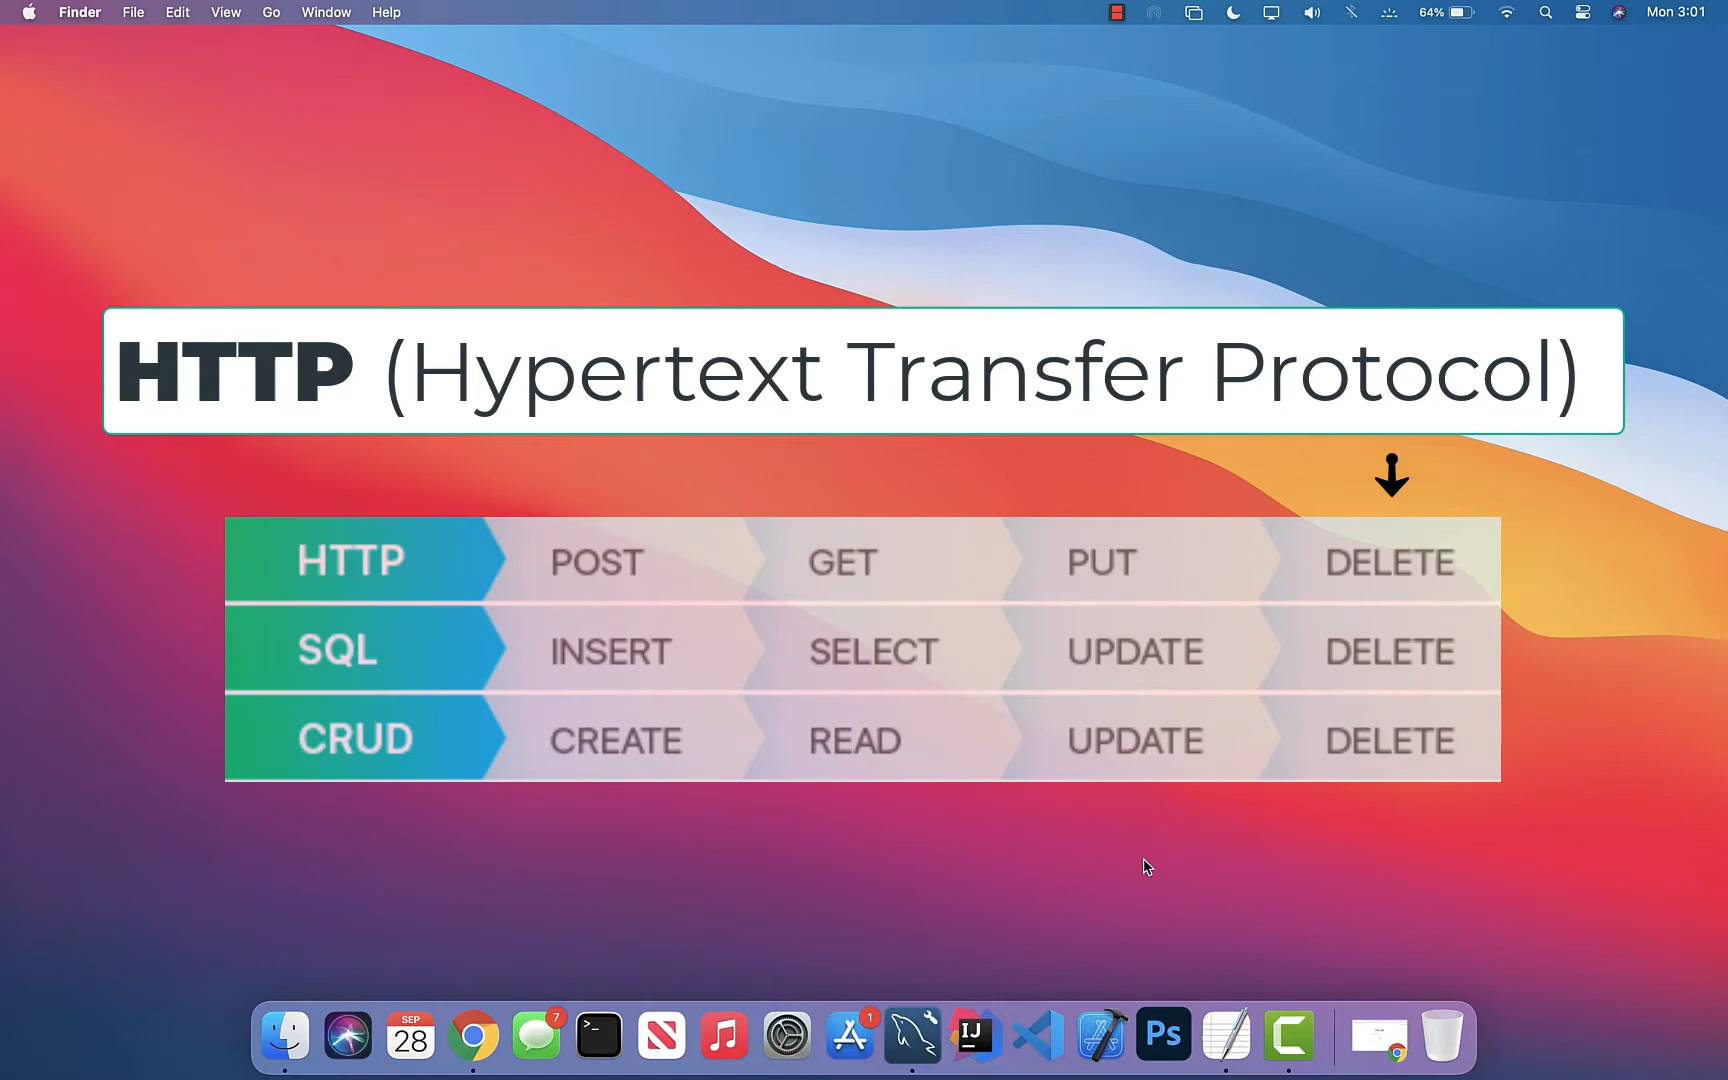 Finder File Edit View Go Window Help 64% Mon 3:01
HTTP (Hypertext Transfer Protocol)
HTTP POST GET PUT DELETE
SQL INSERT SELECT UPDATE DELETE
CRUD CREATE READ UPDATE DELETE
SEP
28
7
>_
1
IJ
Ps